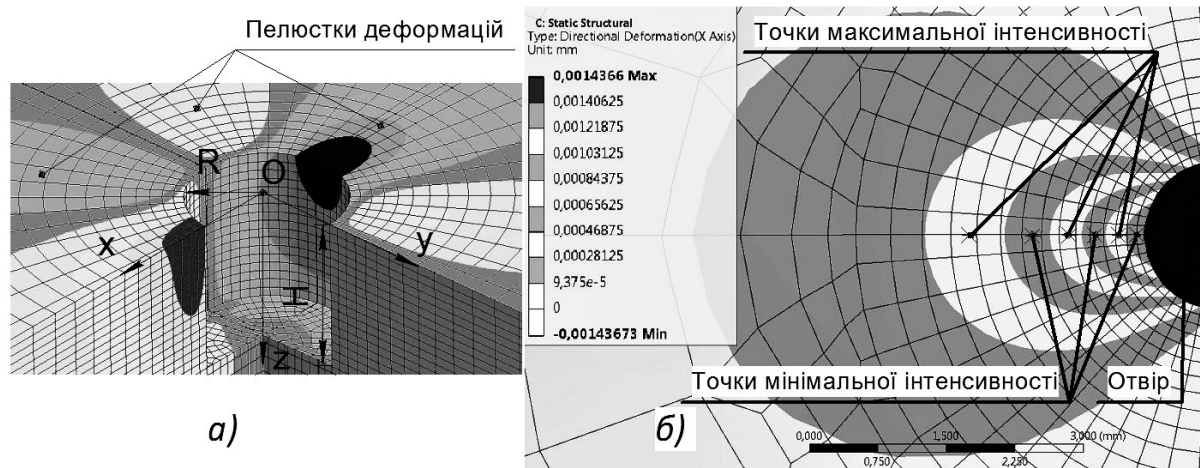 Пелюстки деформацій
R
O
x
y
H
z
а)
C: Static Structural
Type: Directional Deformation(X Axis)
Unit: mm
0,0014366 Max
0,00140625
0,00121875
0,00103125
0,00084375
0,00065625
0,00046875
0,00028125
9,375e-5
0
-0,00143673 Min
Точки максимальної інтенсивності
Точки мінімальної інтенсивності
Отвір
0,000
1,500
3,000 (mm)
0,750
2,250
б)